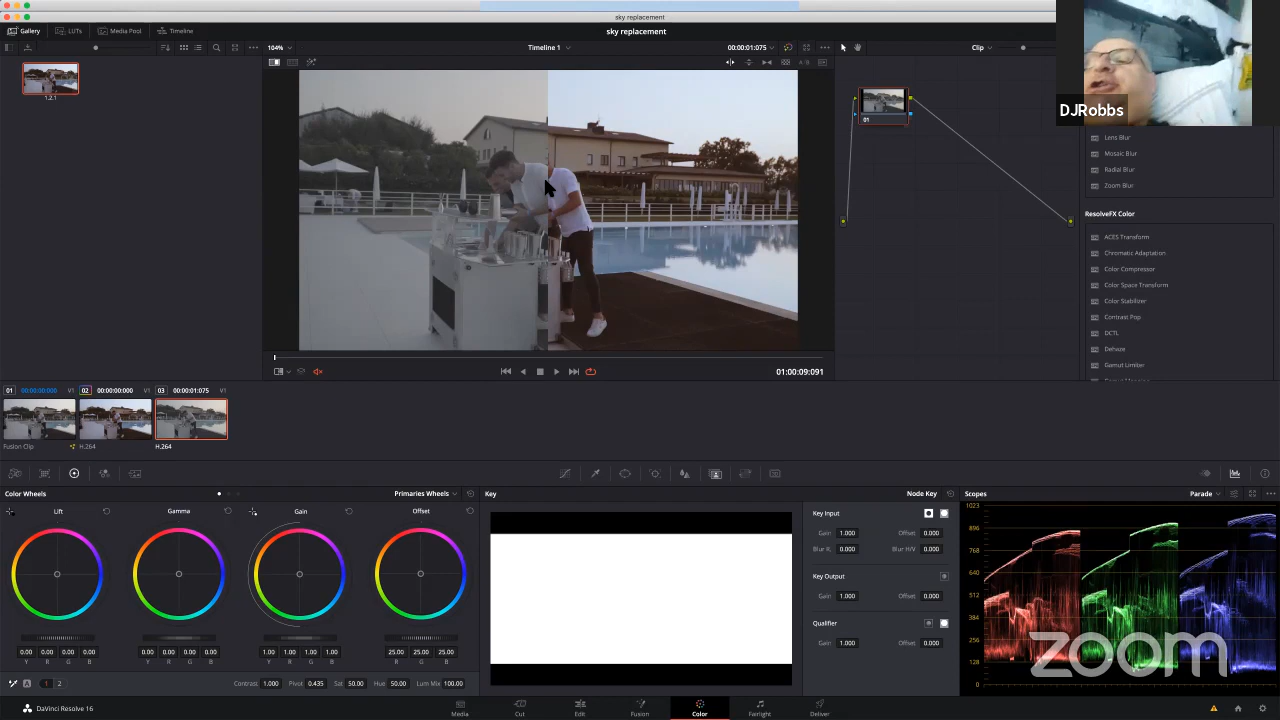 sky replacement
Gallery LUTs Media Pool Timeline sky replacement
104% Timeline 1 00:00:01:075 Clip
A/B
1.2.1
01
DJRobbs
Lens Blur
Mosaic Blur
Radial Blur
Zoom Blur
ResolveFX Color
ACES Transform
Chromatic Adaptation
Color Compressor
Color Space Transform
Color Stabilizer
Contrast Pop
DCTL
Dehaze
Gamut Limiter
01:00:09:091
01 00:00:00:000 V1 02 00:00:00:000 V1 03 00:00:01:075 V1
Fusion Clip H.264 H.264
Color Wheels Primaries Wheels Key Node Key Scopes Parade
Lift Gamma Gain Offset
0.00 0.00 0.00 0.00 0.00 0.00 0.00 0.00 1.00 1.00 1.00 1.00 25.00 25.00 25.00
Y R G B Y R G B Y R G B R G B
A 1 2 Contrast 1.000 Pivot 0.435 Sat 50.00 Hue 50.00 Lum Mix 100.00
Key Input
Gain 1.000 Offset 0.000
Blur R. 0.000 Blur H/V 0.000
Key Output
Gain 1.000 Offset 0.000
Qualifier
Gain 1.000 Offset 0.000
1023
896
768
640
512
384
256
128
0
zoom
DaVinci Resolve 16 Media Cut Edit Fusion Color Fairlight Deliver